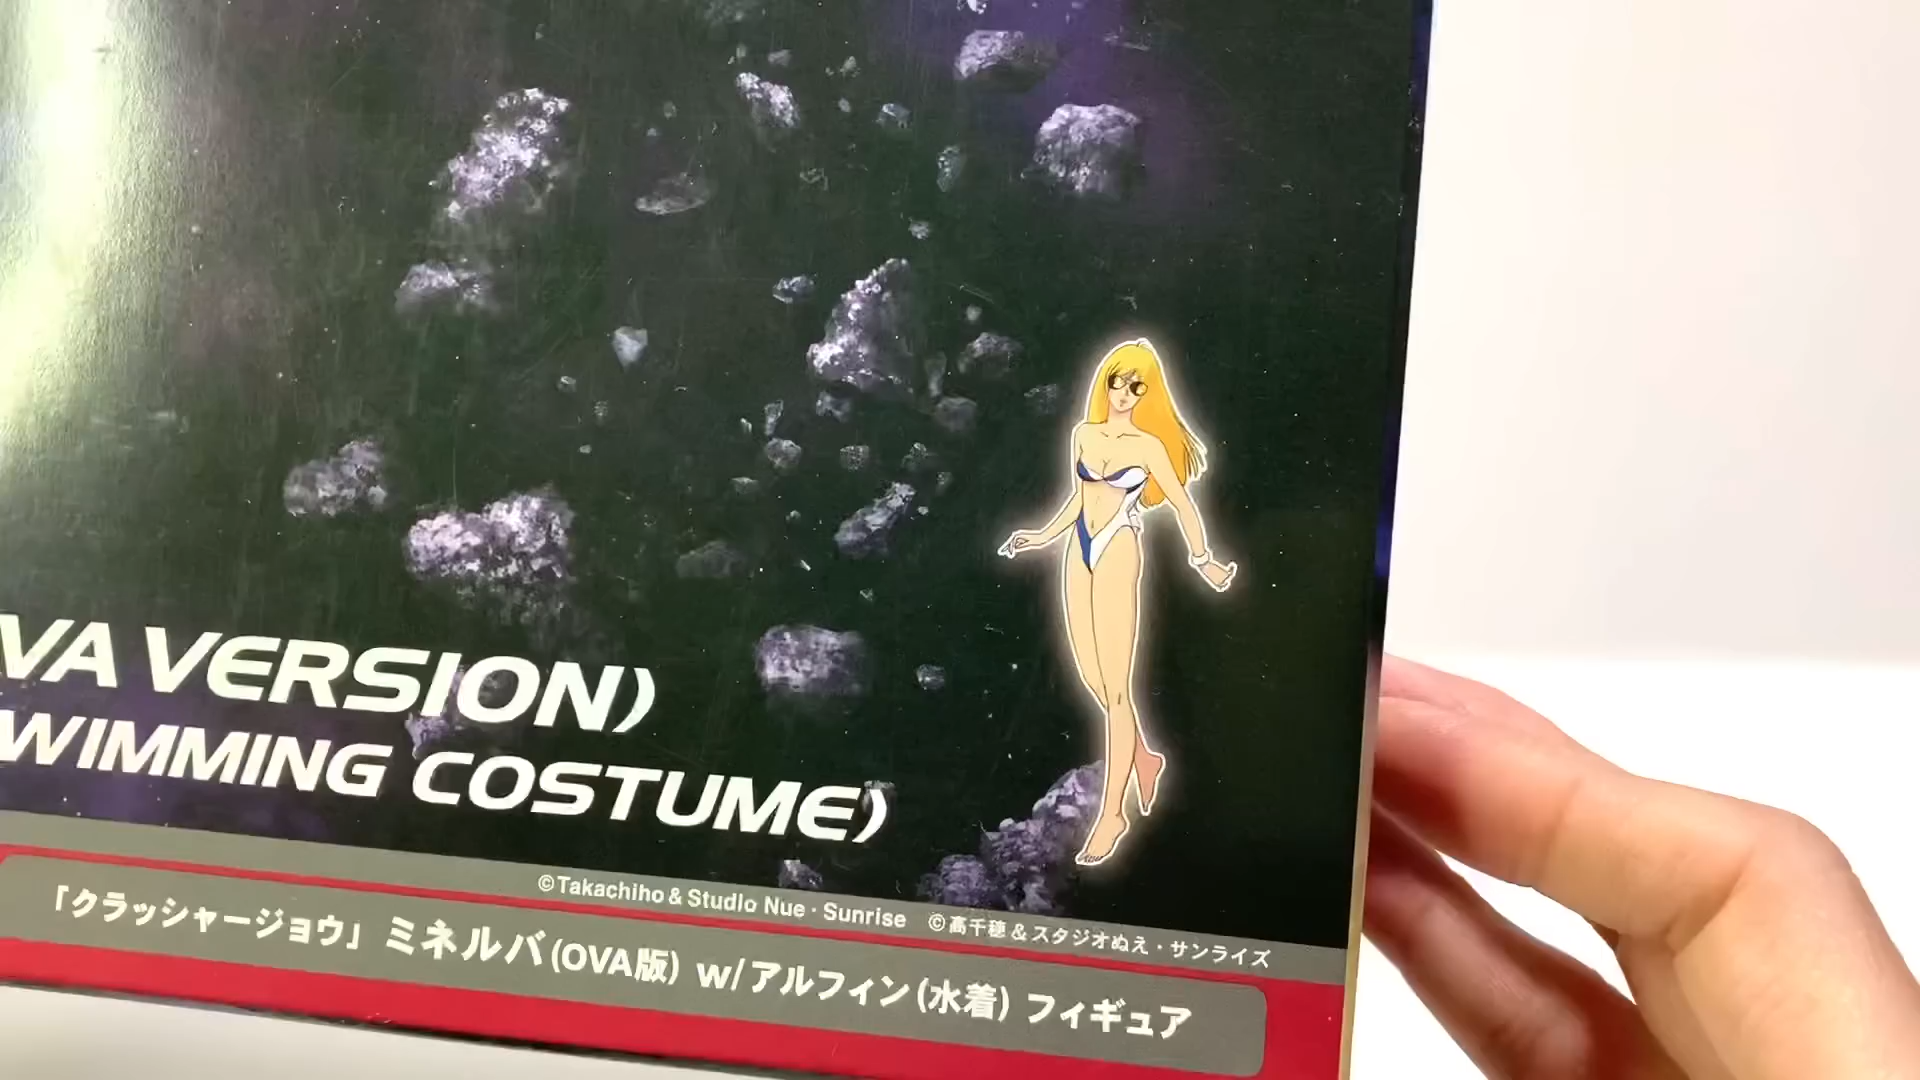 VA VERSION)
WIMMING COSTUME)
©Takachiho & Studio Nue・Sunrise ©高千穂&スタジオぬえ・サンライズ
「クラッシャージョウ」 ミネルバ(OVA版) w/アルフィン(水着) フィギュア